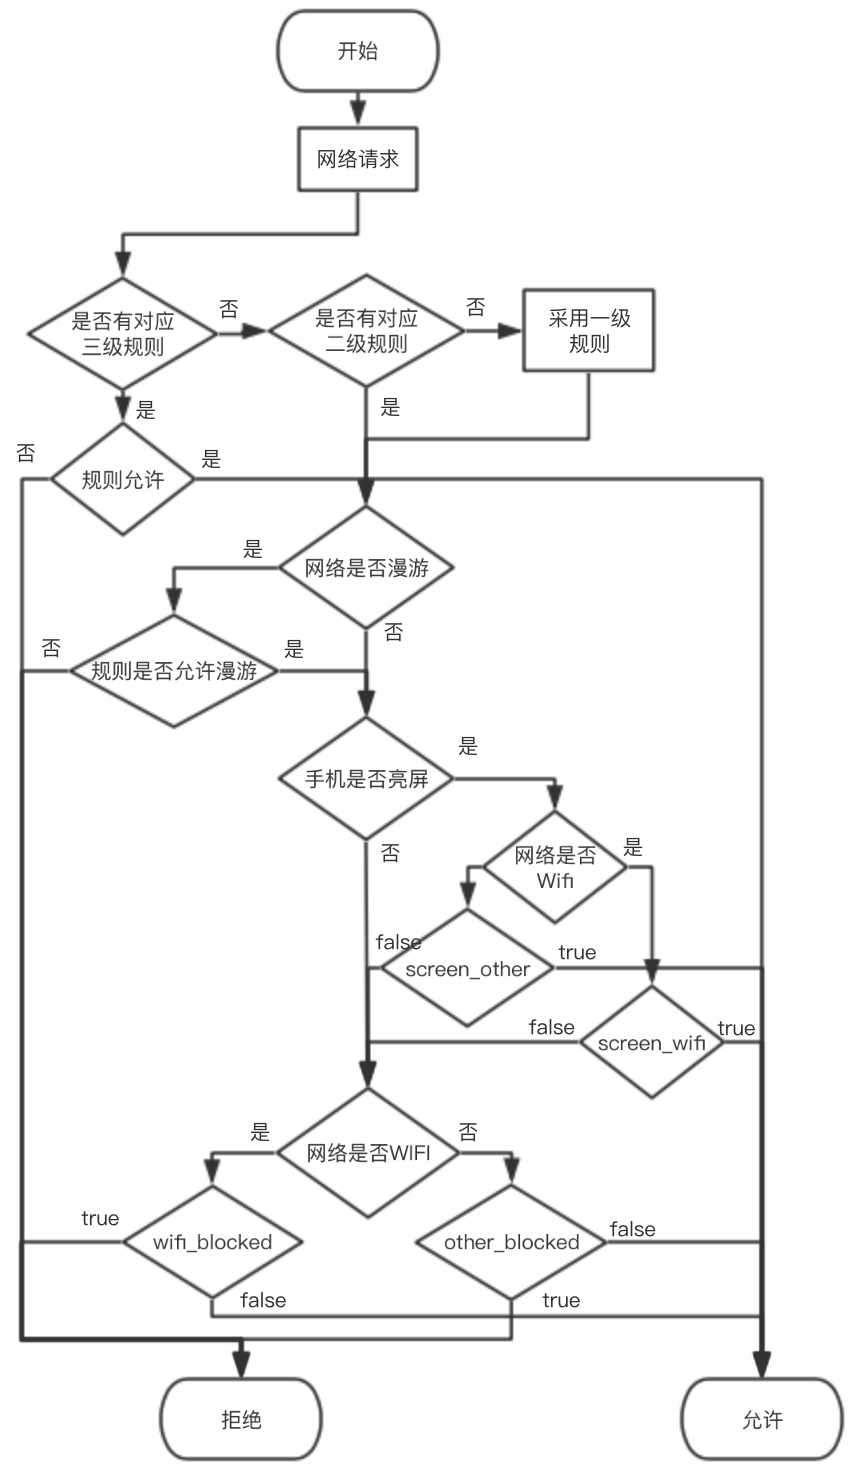 开始
网络请求
是否有对应
三级规则
否
是否有对应
二级规则
否
采用一级
规则
是
是
否
规则允许
是
网络是否漫游
是
否
否
规则是否允许漫游
是
手机是否亮屏
是
否
网络是否
Wifi
是
false
screen_other
true
false
screen_wifi
true
是
网络是否WIFI
否
true
wifi_blocked
other_blocked
false
false
true
拒绝
允许